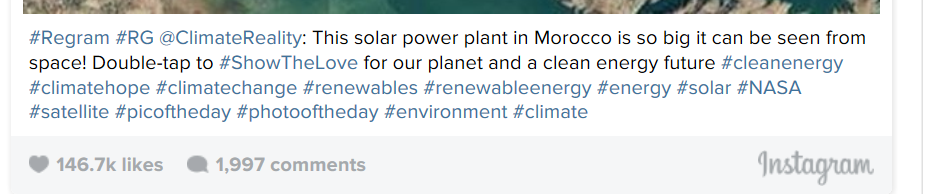 #Regram #RG @ClimateReality: This solar power plant in Morocco is so big it can be seen from
space! Double-tap to #ShowTheLove for our planet and a clean energy future #cleanenergy
#climatehope #climatechange #renewables #renewableenergy #energy #solar #NASA
#satellite #picoftheday #photooftheday #environment #climate
146.7k likes 1,997 comments Instagram